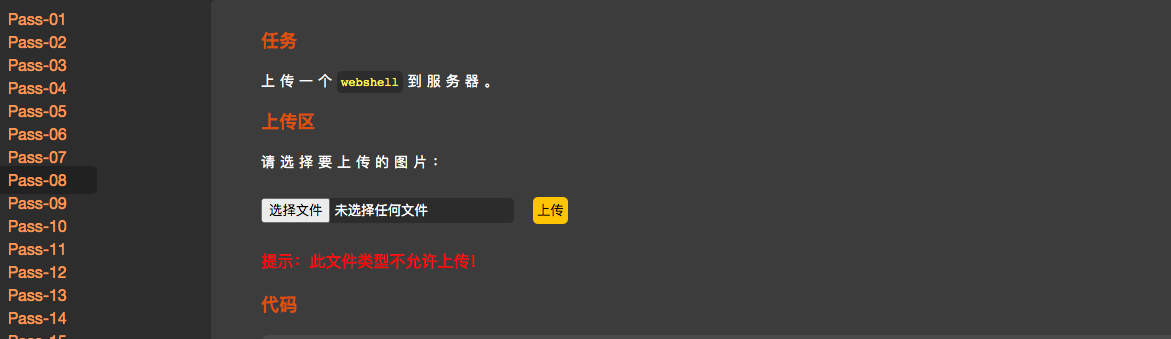 Pass-01
Pass-02
Pass-03
Pass-04
Pass-05
Pass-06
Pass-07
Pass-08
Pass-09
Pass-10
Pass-11
Pass-12
Pass-13
Pass-14
Pass-15
任务
上传一个 webshell 到服务器。
上传区
请选择要上传的图片：
选择文件 未选择任何文件 上传
提示：此文件类型不允许上传！
代码